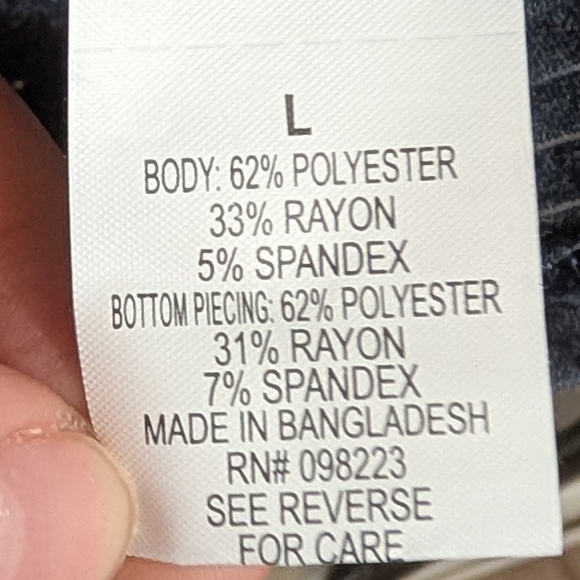 L
BODY: 62% POLYESTER
33% RAYON
5% SPANDEX
BOTTOM PIECING: 62% POLYESTER
31% RAYON
7% SPANDEX
MADE IN BANGLADESH
RN# 098223
SEE REVERSE
FOR CARE